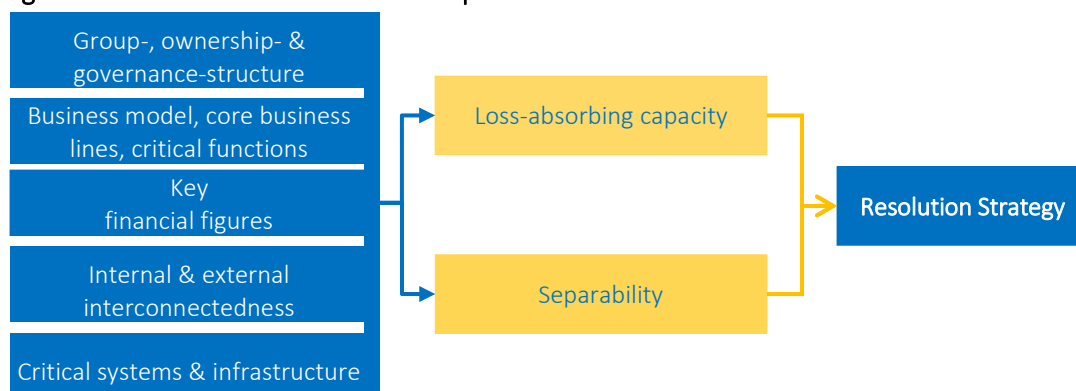 Group-, ownership- &
governance-structure
Business model, core business
lines, critical functions
Key
financial figures
Internal & external
interconnectedness
Critical systems & infrastructure
Loss-absorbing capacity
Separability
Resolution Strategy